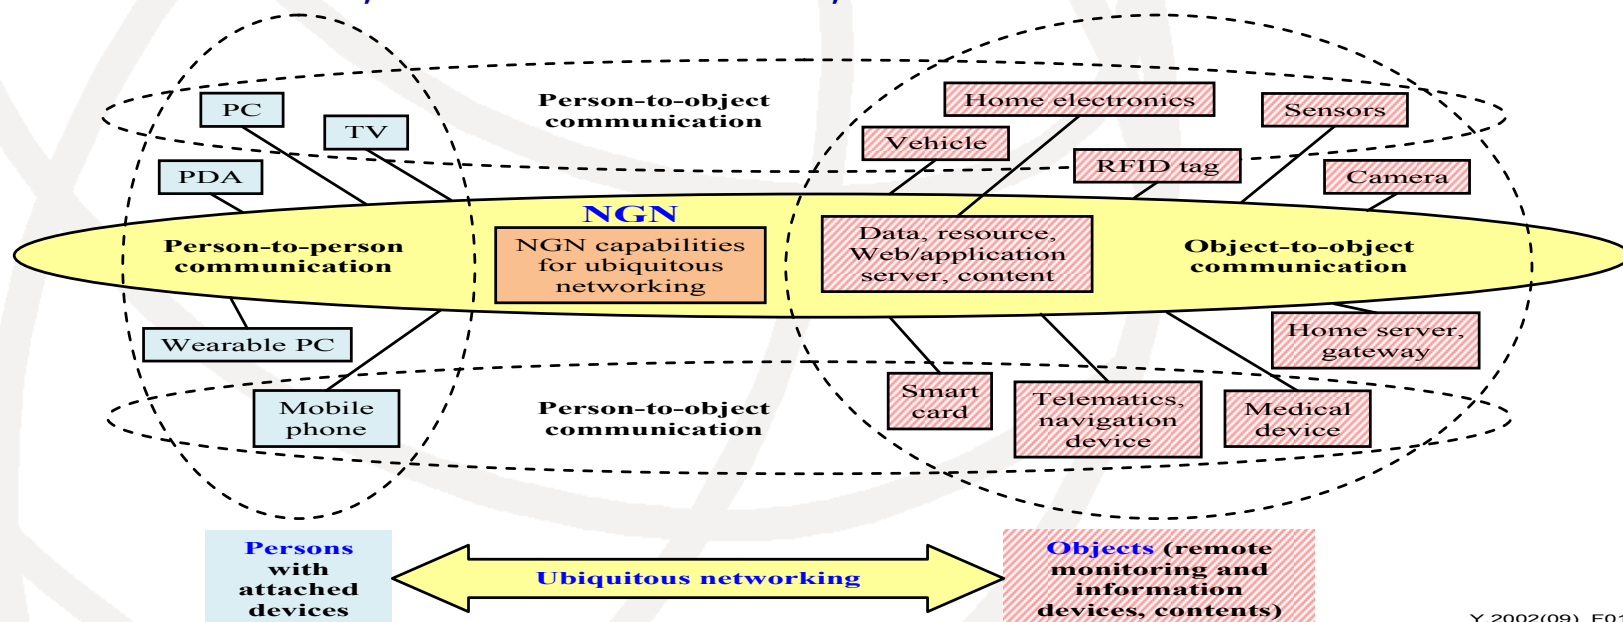 PC
TV
PDA
Person-to-object
communication
Home electronics
Sensors
Vehicle
RFID tag
Camera
NGN
Person-to-person
communication
NGN capabilities
for ubiquitous
networking
Data, resource,
Web/application
server, content
Object-to-object
communication
Wearable PC
Mobile
phone
Person-to-object
communication
Smart
card
Telematics,
navigation
device
Medical
device
Home server,
gateway
Persons
with
attached
devices
Ubiquitous networking
Objects (remote
monitoring and
information
devices, contents)